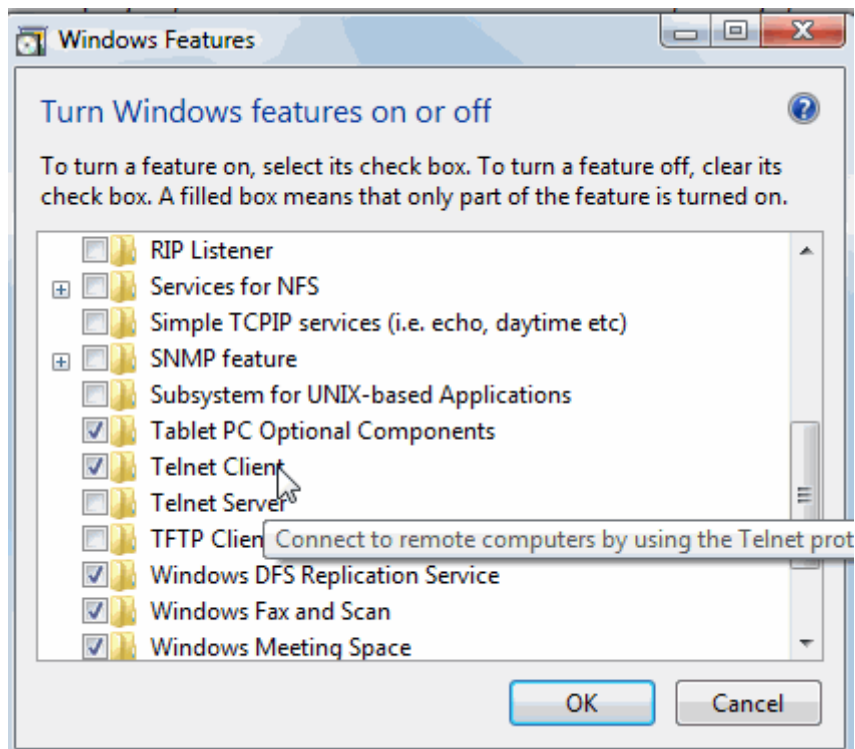 Windows Features
Turn Windows features on or off
To turn a feature on, select its check box. To turn a feature off, clear its
check box. A filled box means that only part of the feature is turned on.
RIP Listener
Services for NFS
Simple TCPIP services (i.e. echo, daytime etc)
SNMP feature
Subsystem for UNIX-based Applications
Tablet PC Optional Components
Telnet Client
Telnet Server
TFTP Clien
Connect to remote computers by using the Telnet prot
Windows DFS Replication Service
Windows Fax and Scan
Windows Meeting Space
OK
Cancel